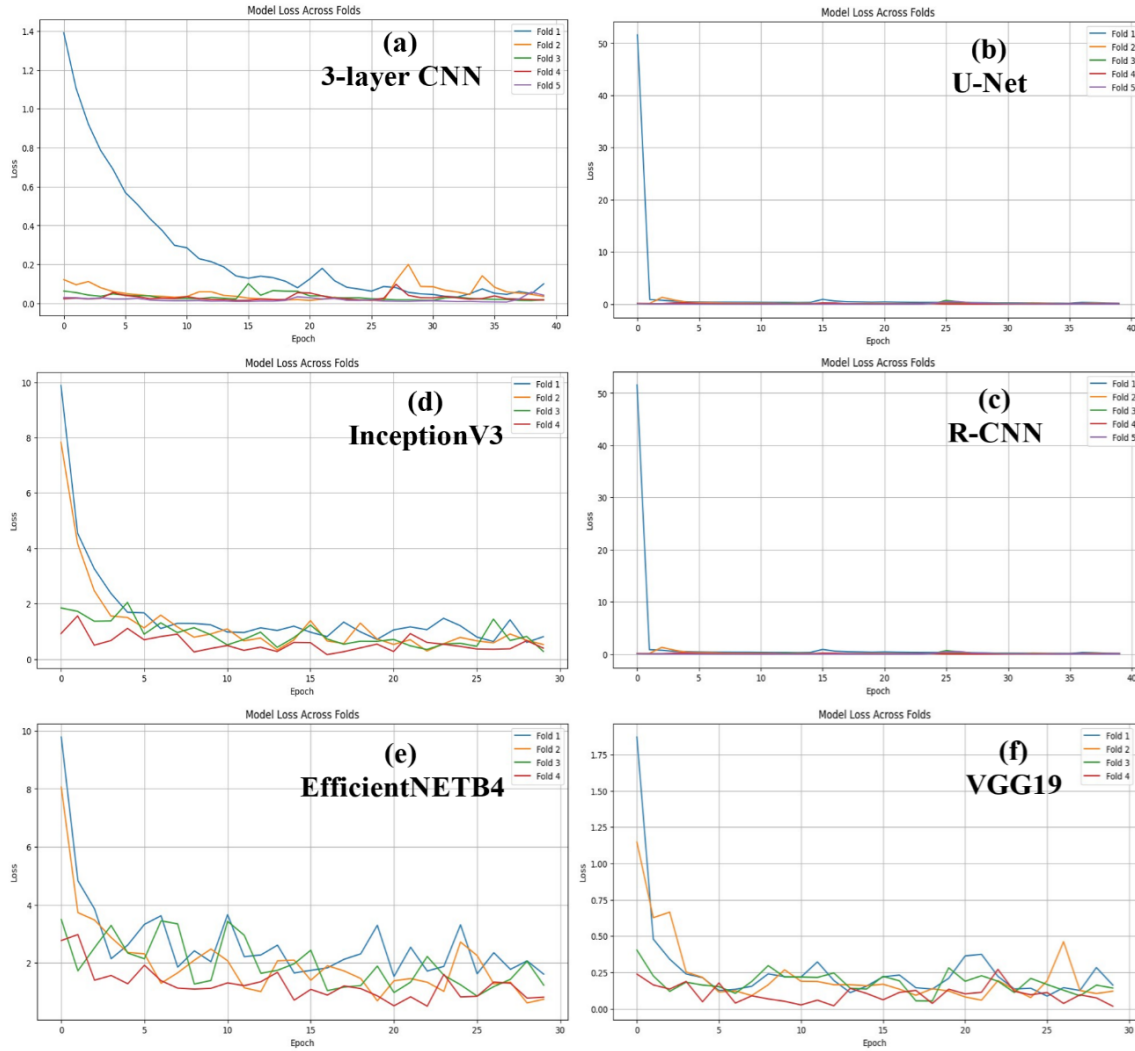 Model Loss Across Folds
(a)
3-layer CNN
Fold 1
Fold 2
Fold 3
Fold 4
Fold 5
1.4
1.2
1.0
0.8
0.6
0.4
0.2
0.0
Loss
0 5 10 15 20 25 30 35 40
Epoch
Model Loss Across Folds
(b)
U-Net
Fold 1
Fold 2
Fold 3
Fold 4
Fold 5
50
40
30
20
10
0
Loss
0 5 10 15 20 25 30 35 40
Epoch
Model Loss Across Folds
(d)
InceptionV3
Fold 1
Fold 2
Fold 3
Fold 4
10
8
6
4
2
0
Loss
0 5 10 15 20 25 30
Epoch
Model Loss Across Folds
(c)
R-CNN
Fold 1
Fold 2
Fold 3
Fold 4
Fold 5
50
40
30
20
10
0
Loss
0 5 10 15 20 25 30 35 40
Epoch
Model Loss Across Folds
(e)
EfficientNETB4
Fold 1
Fold 2
Fold 3
Fold 4
10
8
6
4
2
Loss
0 5 10 15 20 25 30
Epoch
Model Loss Across Folds
(f)
VGG19
Fold 1
Fold 2
Fold 3
Fold 4
1.75
1.50
1.25
1.00
0.75
0.50
0.25
0.00
Loss
0 5 10 15 20 25 30
Epoch